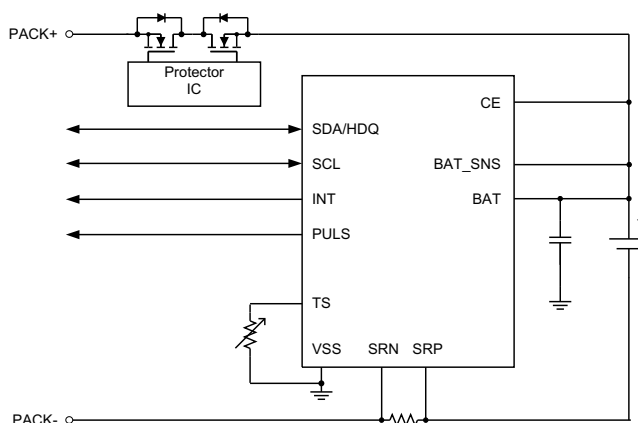 PACK+
Protector
IC
CE
SDA/HDQ
SCL
BAT_SNS
INT
BAT
PULS
TS
VSS
SRN
SRP
PACK-